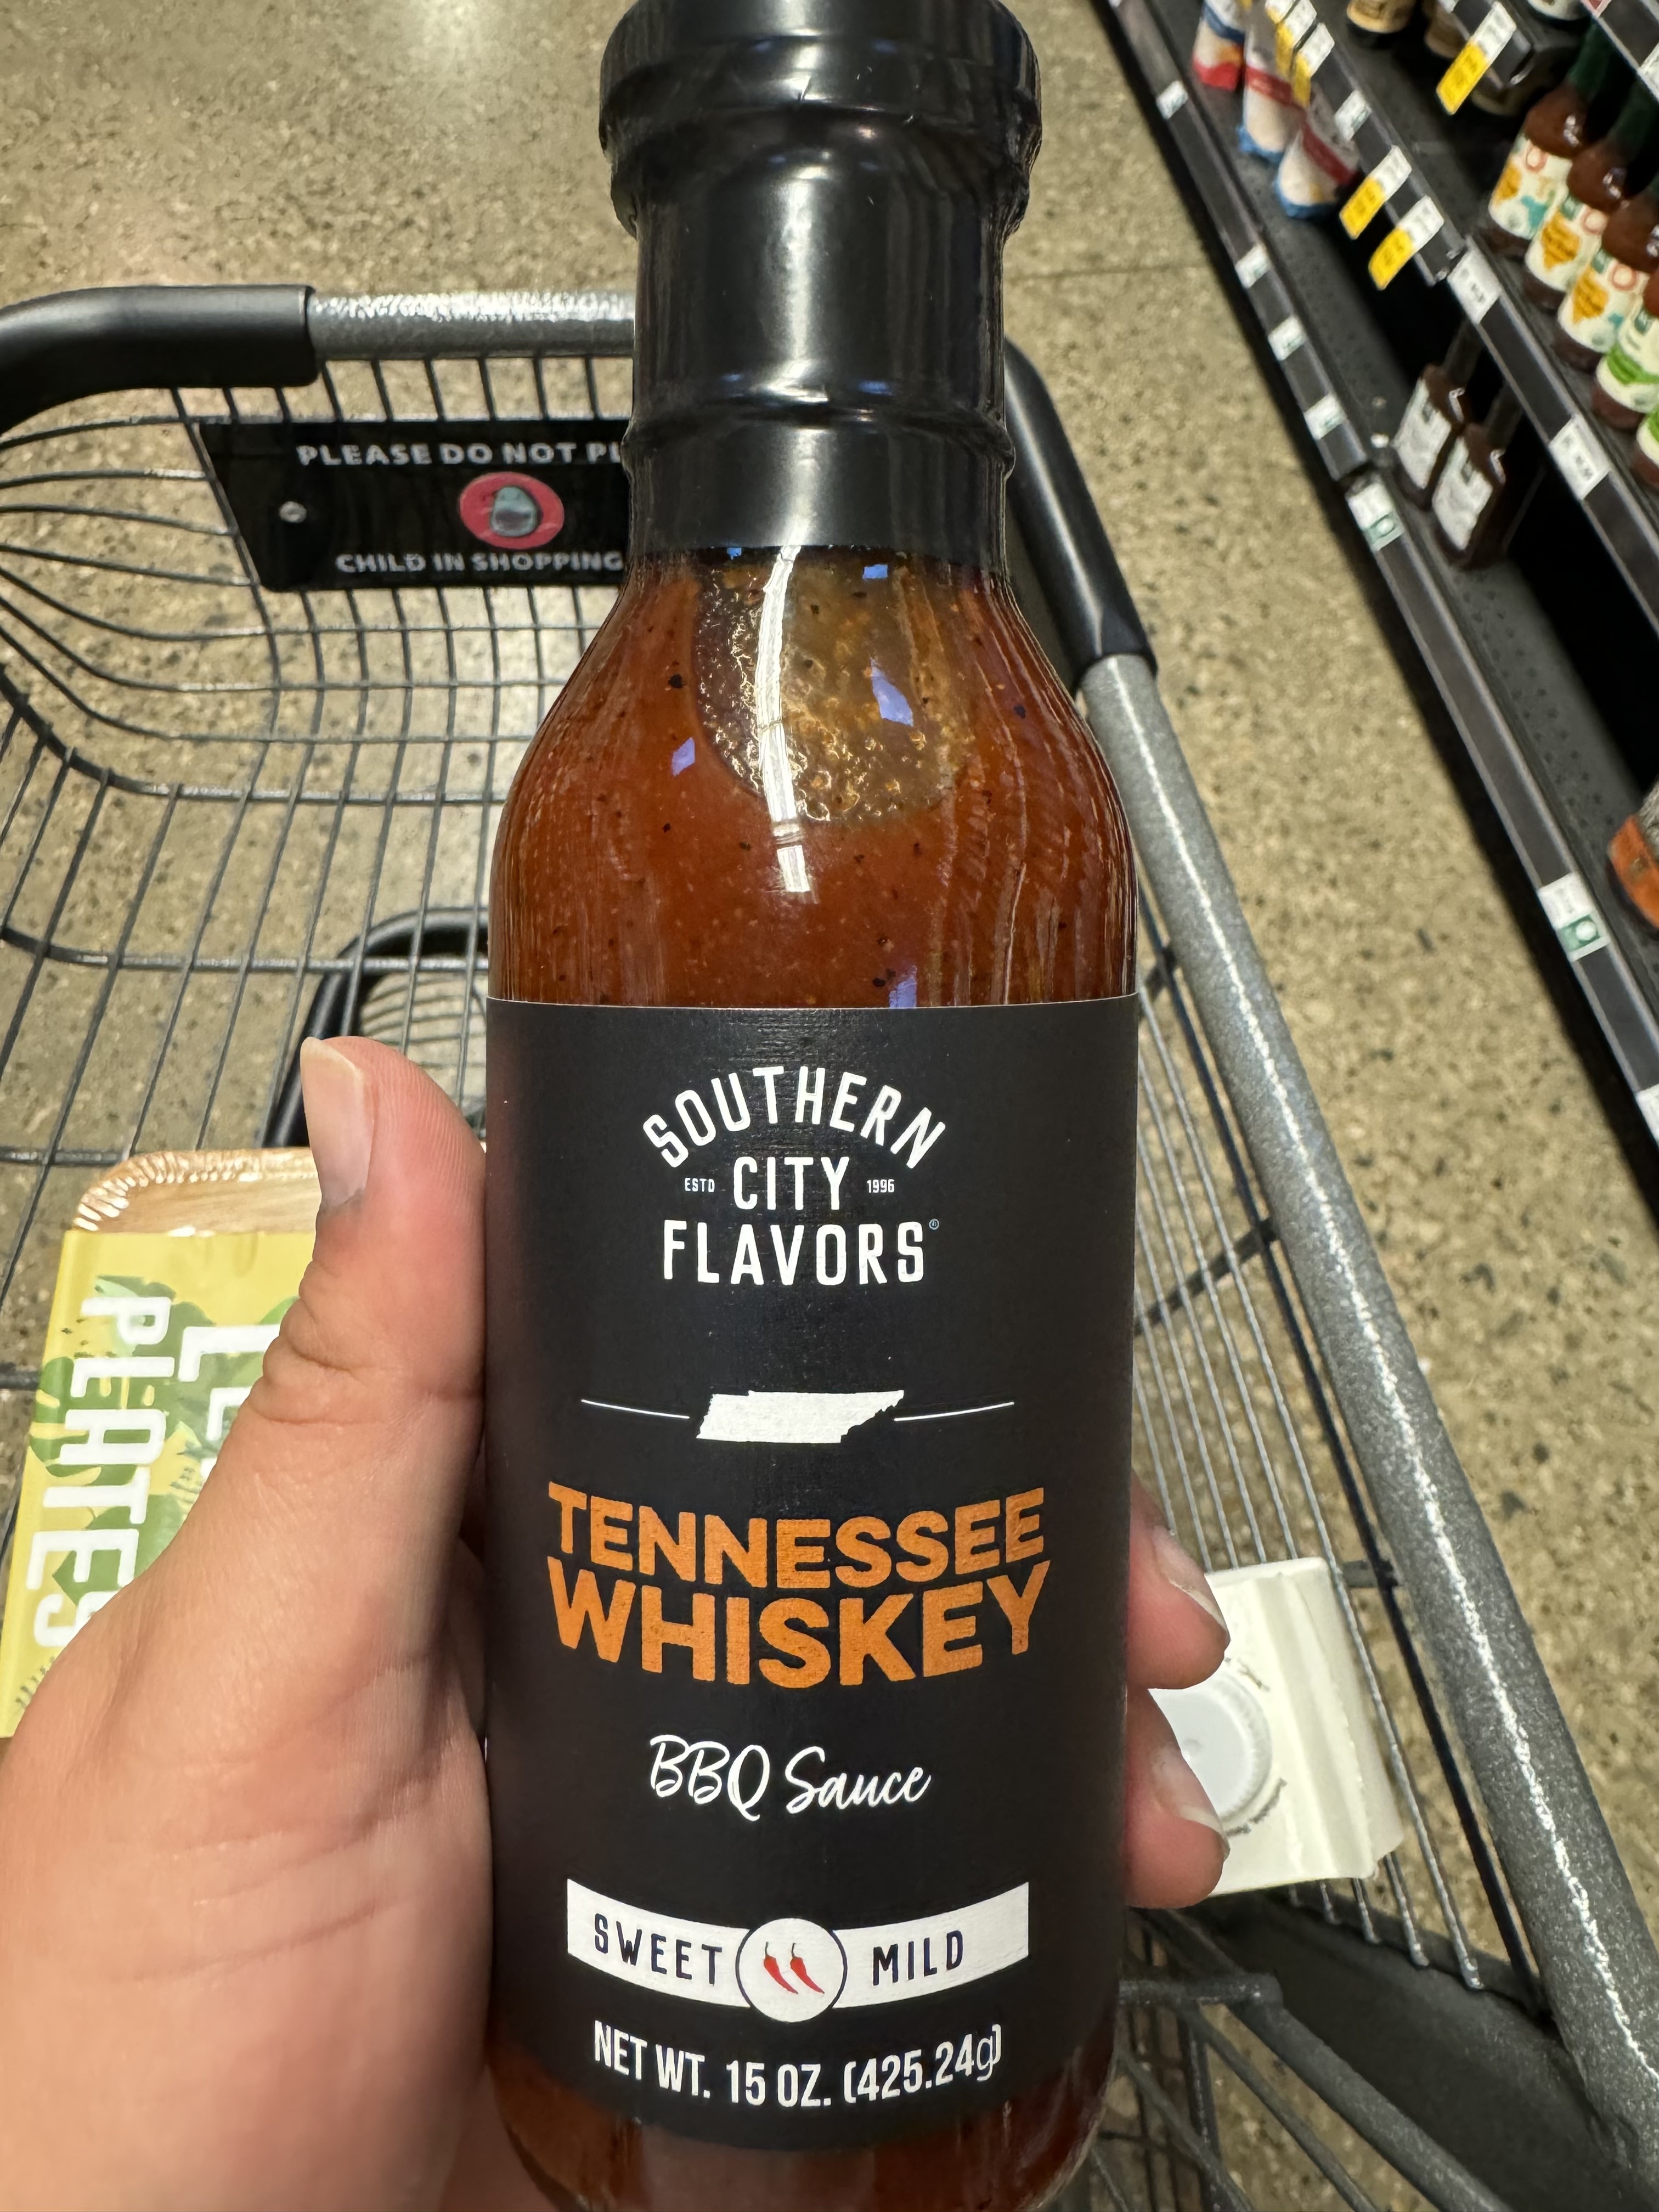 PLEASE DO NOT
CHILD IN SHOPPING
SOUTHERN
ESTD CITY 1996
FLAVORS®
TENNESSEE
WHISKEY
BBQ Sauce
SWEET MILD
NET WT. 15 OZ. (425.24g)
PLATES